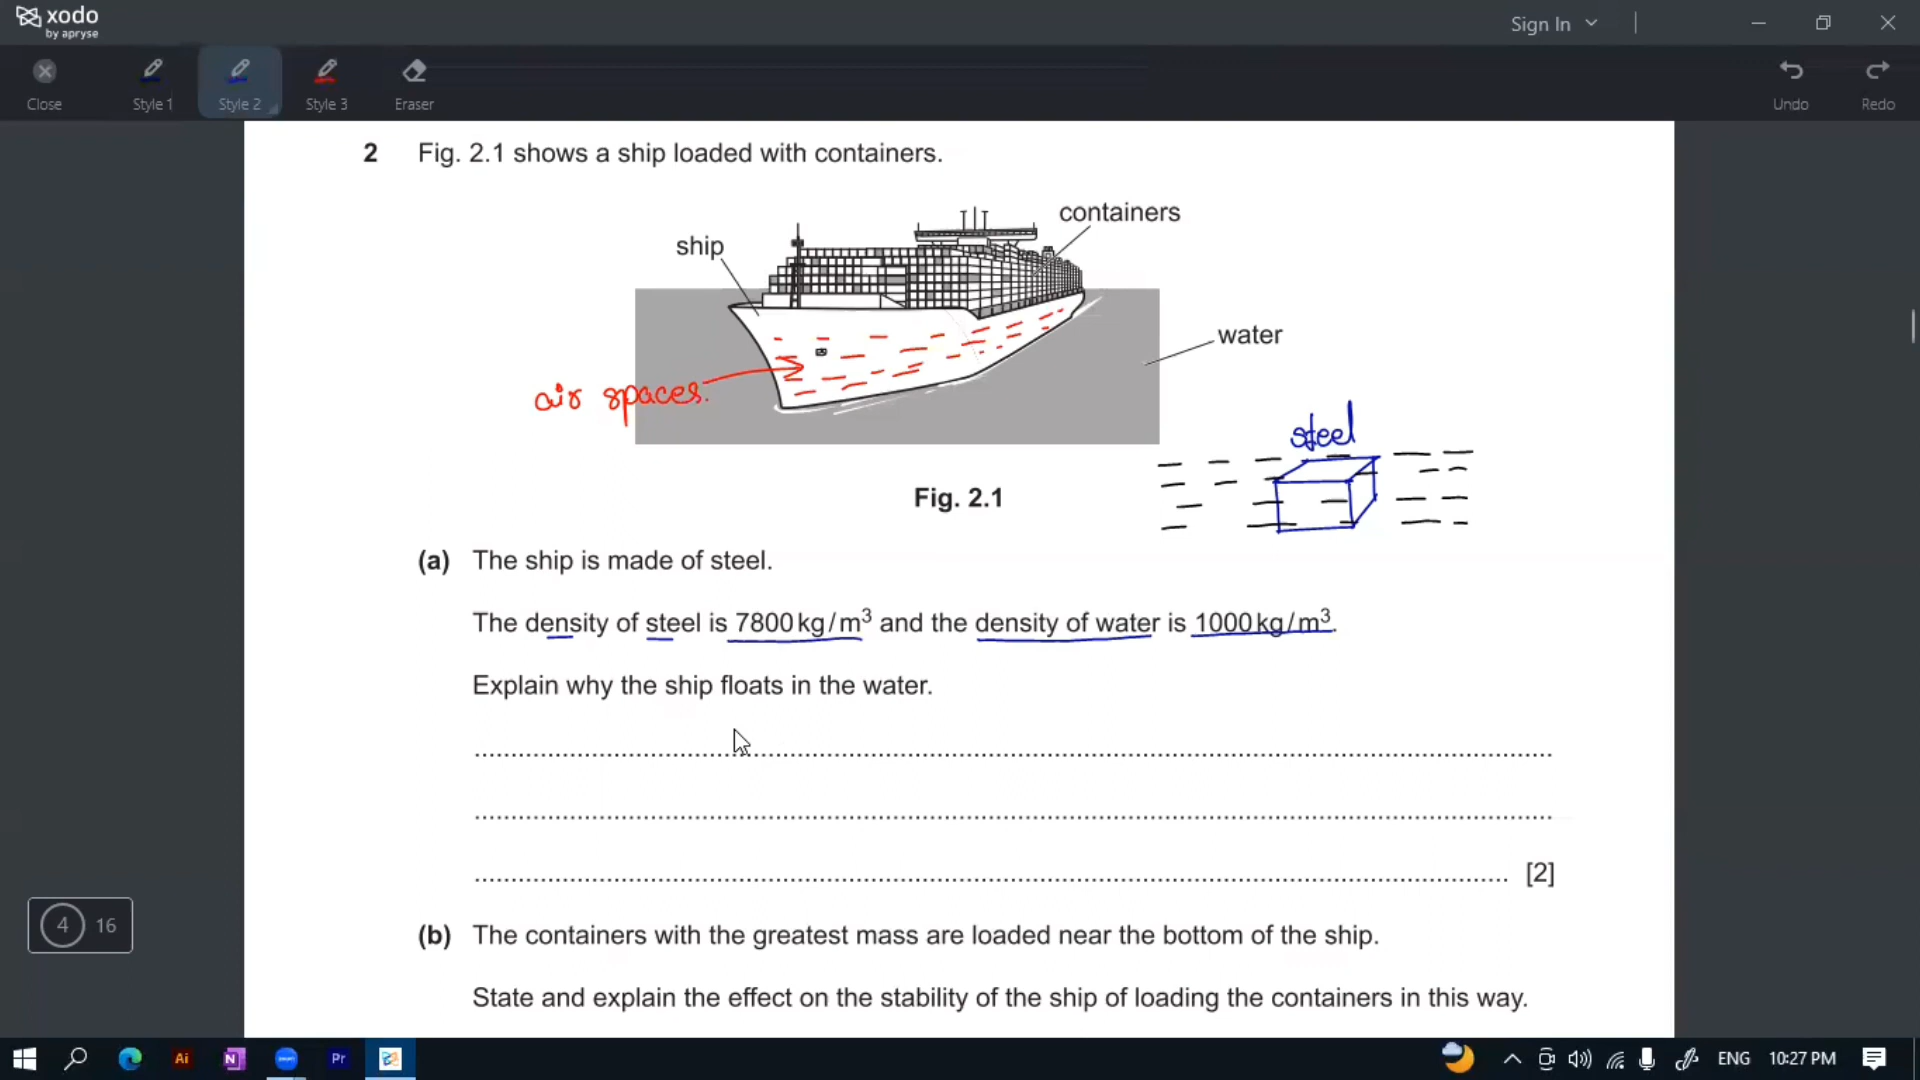 xodo
by apryse
Sign In
Close
Style 1
Style 2
Style 3
Eraser
Undo
Redo
2 Fig. 2.1 shows a ship loaded with containers.
containers
ship
water
air spaces.
steel
Fig. 2.1
(a) The ship is made of steel.
The density of steel is 7800 kg/m³ and the density of water is 1000 kg/m³.
Explain why the ship floats in the water.
[2]
(b) The containers with the greatest mass are loaded near the bottom of the ship.
State and explain the effect on the stability of the ship of loading the containers in this way.
4 16
Ai
N
zoom
Pr
ENG
10:27 PM